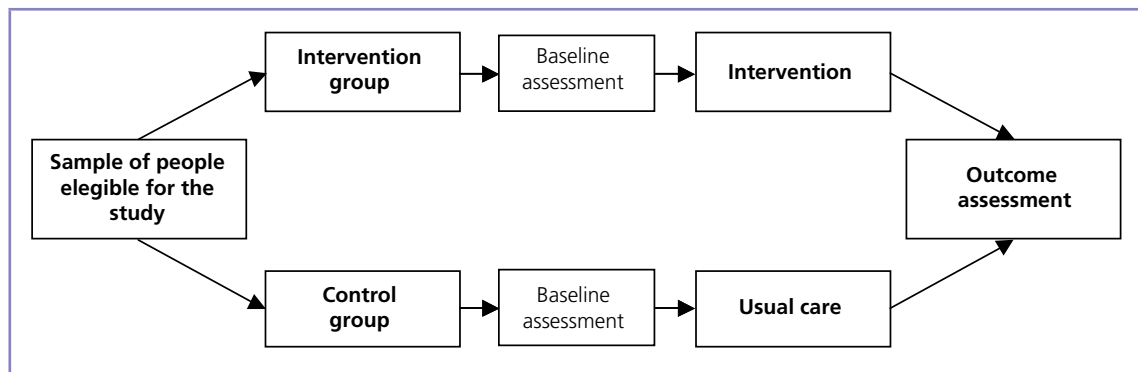 Intervention
group
Baseline
assessment
Intervention
Sample of people
elegible for the
study
Outcome
assessment
Control
group
Baseline
assessment
Usual care